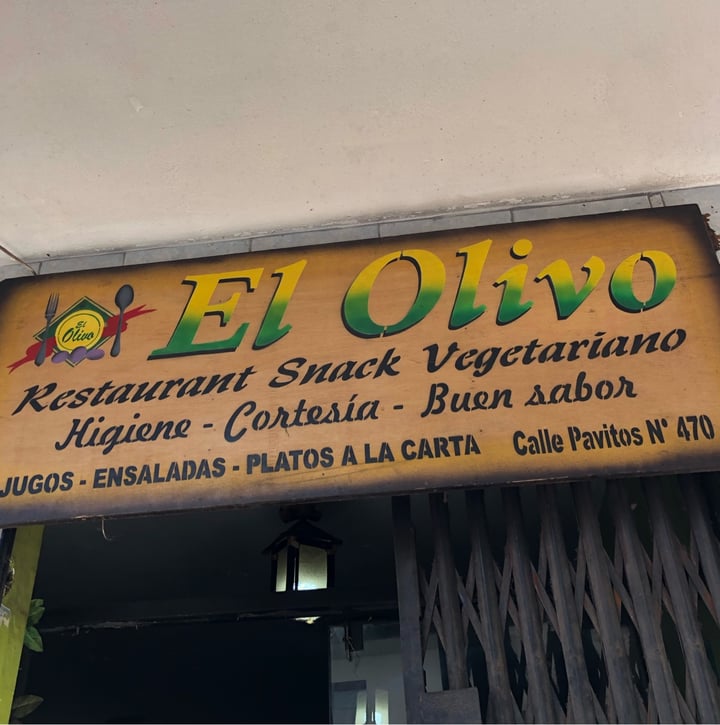 El Olivo
El
Olivo
Restaurant Snack Vegetariano
Higiene - Cortesía - Buen sabor
JUGOS - ENSALADAS - PLATOS A LA CARTA
Calle Pavitos N° 470